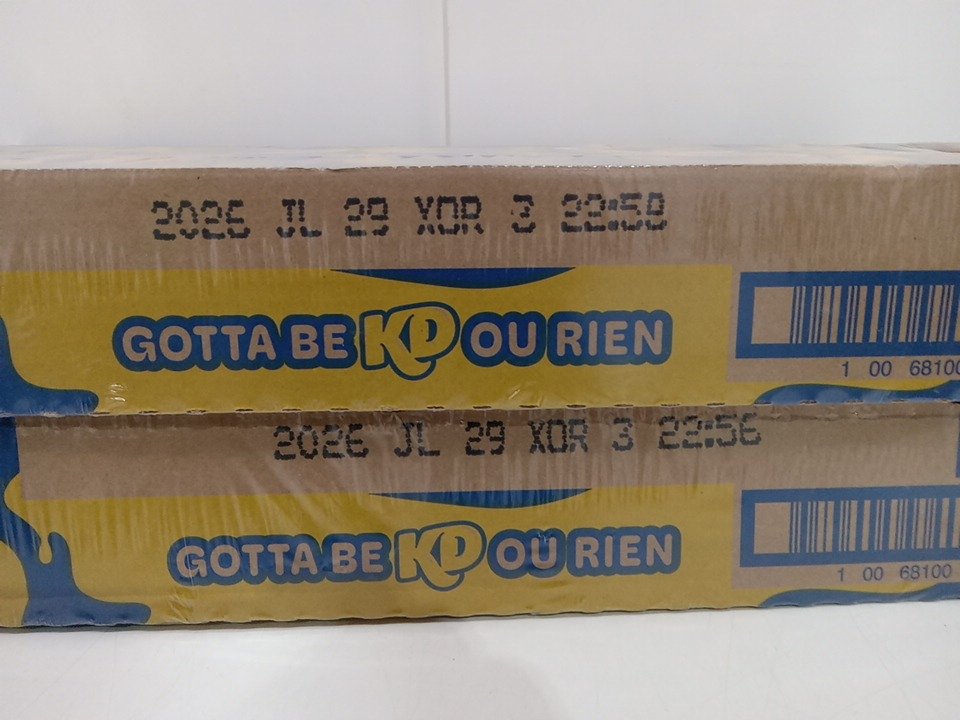 2026 JL 29 XOR 3 22:58
GOTTA BE KD OU RIEN
1 00 68100
2026 JL 29 XOR 3 22:56
GOTTA BE KD OU RIEN
1 00 68100